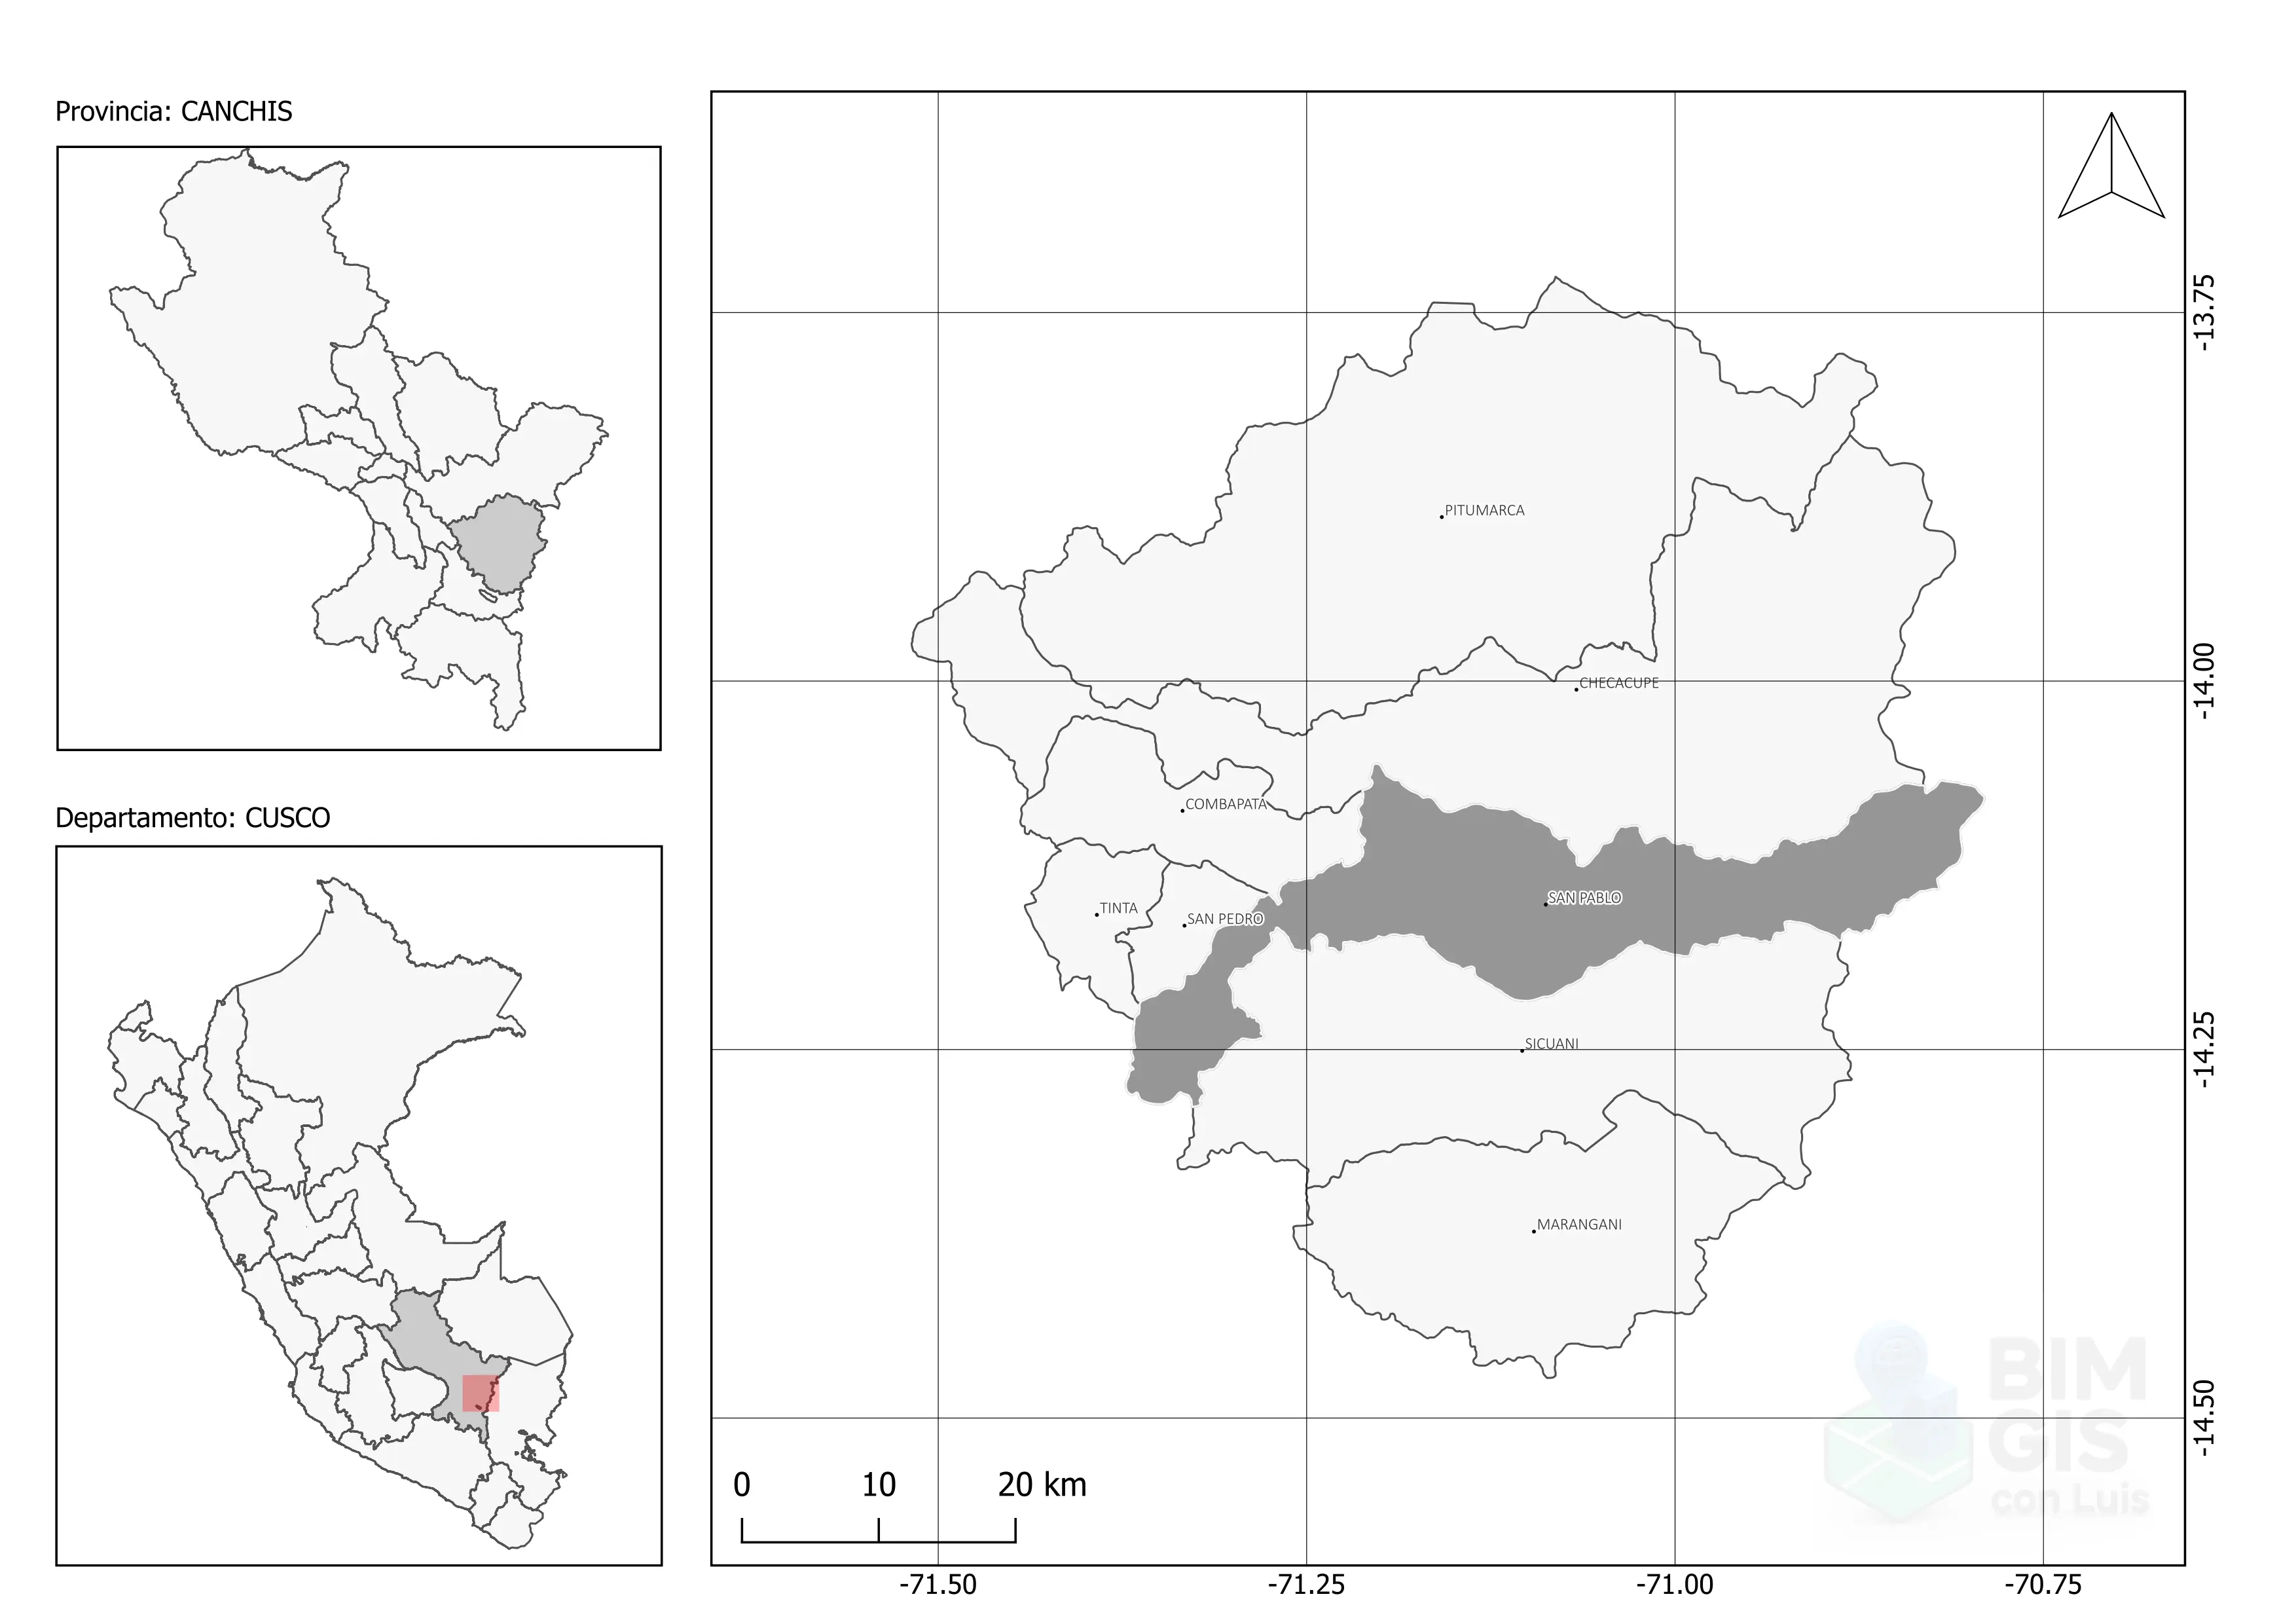 Provincia: CANCHIS
Departamento: CUSCO
PITUMARCA
CHECACUPE
COMBAPATA
TINTA
SAN PEDRO
SAN PABLO
SICUANI
MARANGANI
-13.75
-14.00
-14.25
-14.50
0 10 20 km
BIM
GIS
con Luis
-71.50 -71.25 -71.00 -70.75